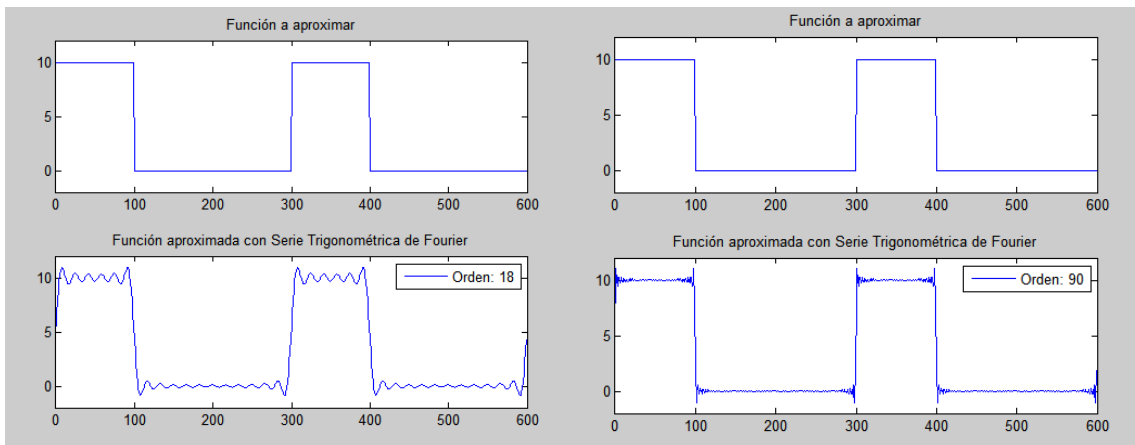 Función a aproximar
10
5
0
0 100 200 300 400 500 600
Función aproximada con Serie Trigonométrica de Fourier
Orden: 18
10
5
0
0 100 200 300 400 500 600
Función a aproximar
10
5
0
0 100 200 300 400 500 600
Función aproximada con Serie Trigonométrica de Fourier
Orden: 90
10
5
0
0 100 200 300 400 500 600